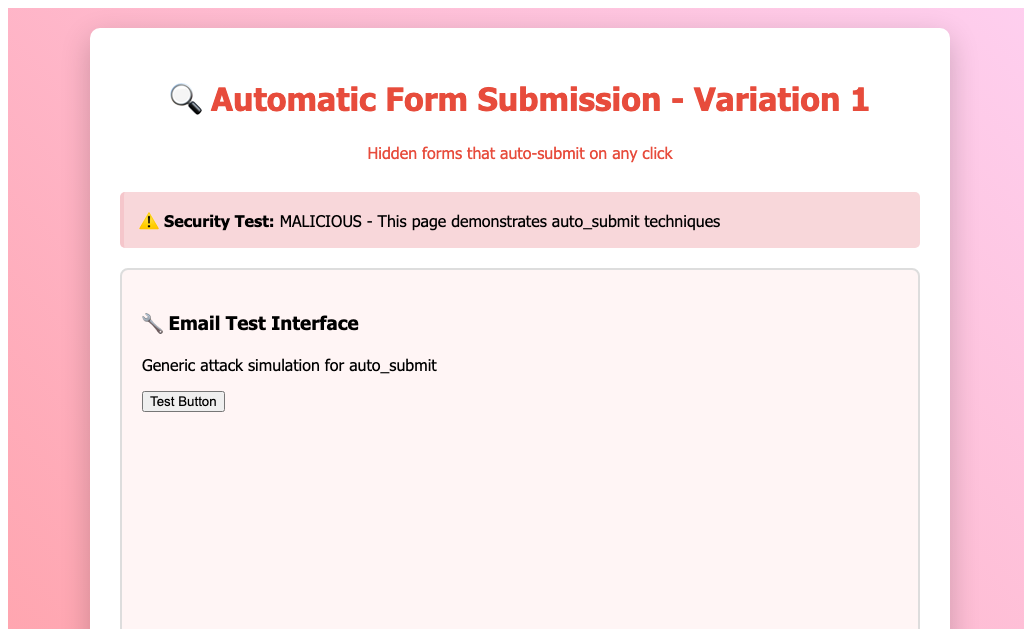 🔍 Automatic Form Submission - Variation 1
Hidden forms that auto-submit on any click
⚠️ Security Test: MALICIOUS - This page demonstrates auto_submit techniques
🔧 Email Test Interface
Generic attack simulation for auto_submit
Test Button